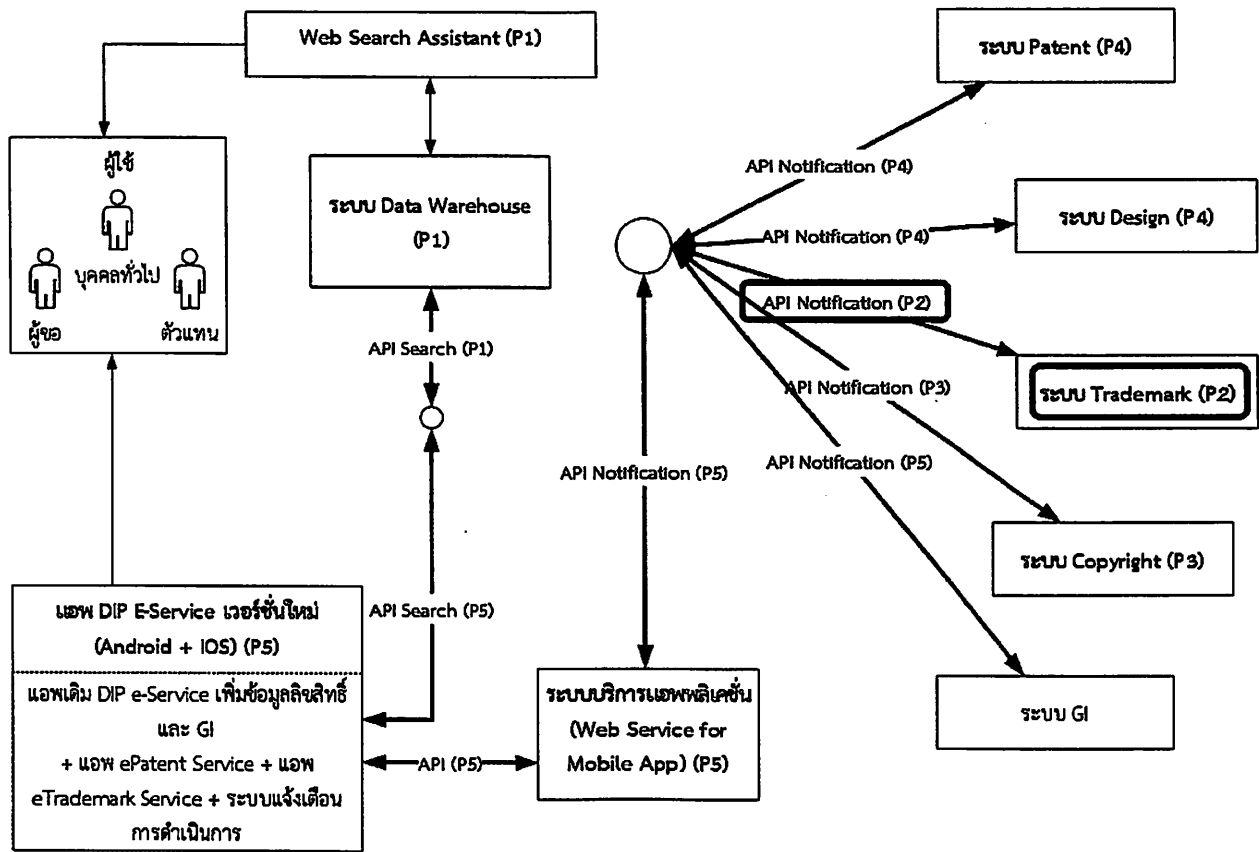 Web Search Assistant (P1)
ระบบ Patent (P4)
ผู้ใช้
บุคคลทั่วไป
ผู้ขอ
ตัวแทน
ระบบ Data Warehouse
(P1)
API Notification (P4)
ระบบ Design (P4)
API Notification (P4)
API Notification (P2)
API Search (P1)
ระบบ Trademark (P2)
API Notification (P3)
API Notification (P5)
API Notification (P5)
ระบบ Copyright (P3)
แอพ DIP E-Service เวอร์ชั่นใหม่
(Android + IOS) (P5)
API Search (P5)
แอพเดิม DIP e-Service เพิ่มข้อมูลลิขสิทธิ์
และ GI
+ แอพ ePatent Service + แอพ
eTrademark Service + ระบบแจ้งเตือน
การดำเนินการ
API (P5)
ระบบบริการแอพพลิเคชั่น
(Web Service for
Mobile App) (P5)
ระบบ GI